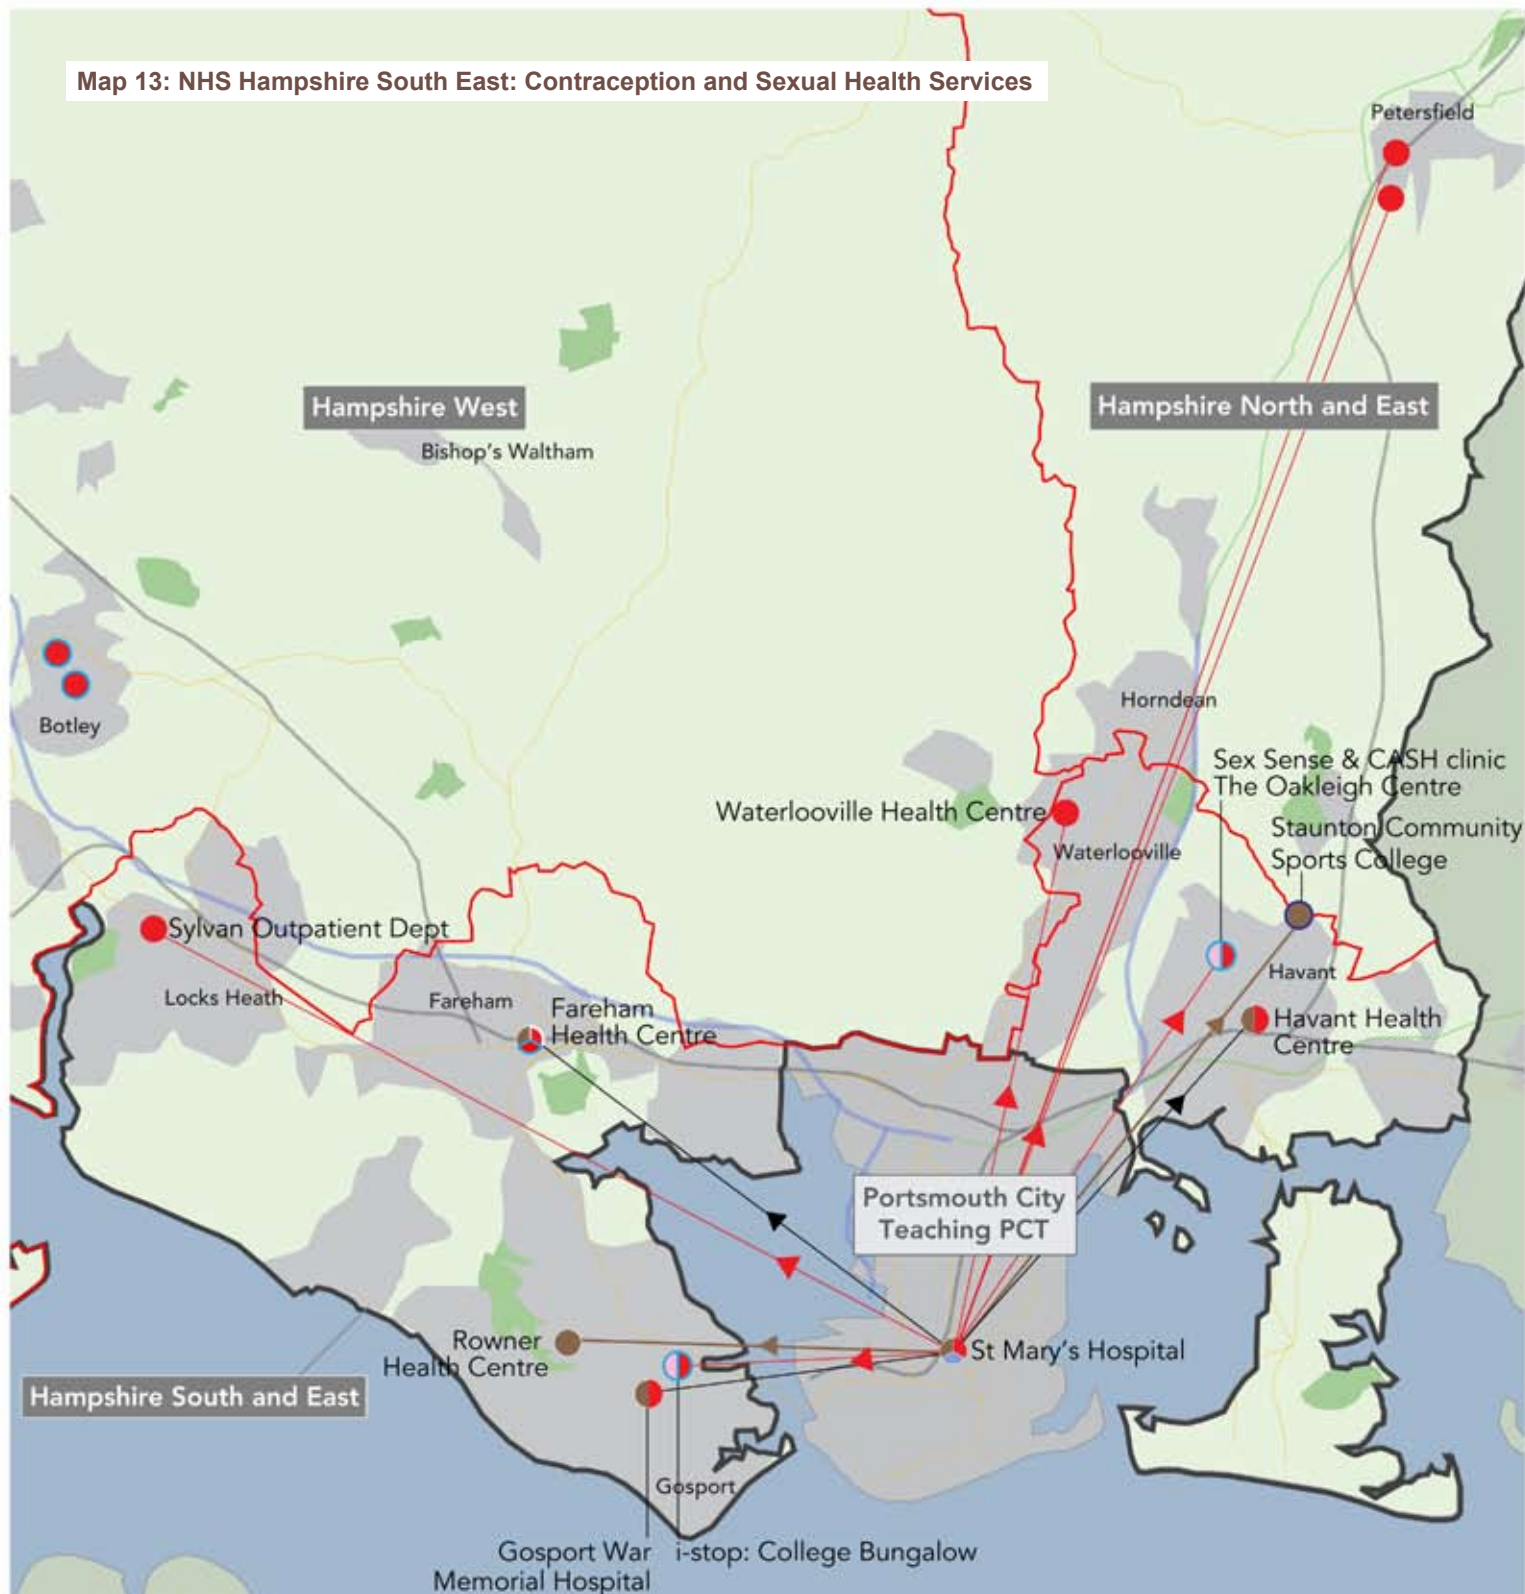 Map 13: NHS Hampshire South East: Contraception and Sexual Health Services
Petersfield
Hampshire West
Hampshire North and East
Bishop's Waltham
Horndean
Botley
Sex Sense & CASH clinic
The Oakleigh Centre
Waterlooville Health Centre
Staunton Community
Sports College
Waterlooville
Sylvan Outpatient Dept
Havant
Locks Heath
Fareham
Fareham
Health Centre
Havant Health
Centre
Portsmouth City
Teaching PCT
Rowner
Health Centre
St Mary's Hospital
Hampshire South and East
Gosport
Gosport War
Memorial Hospital
i-stop: College Bungalow